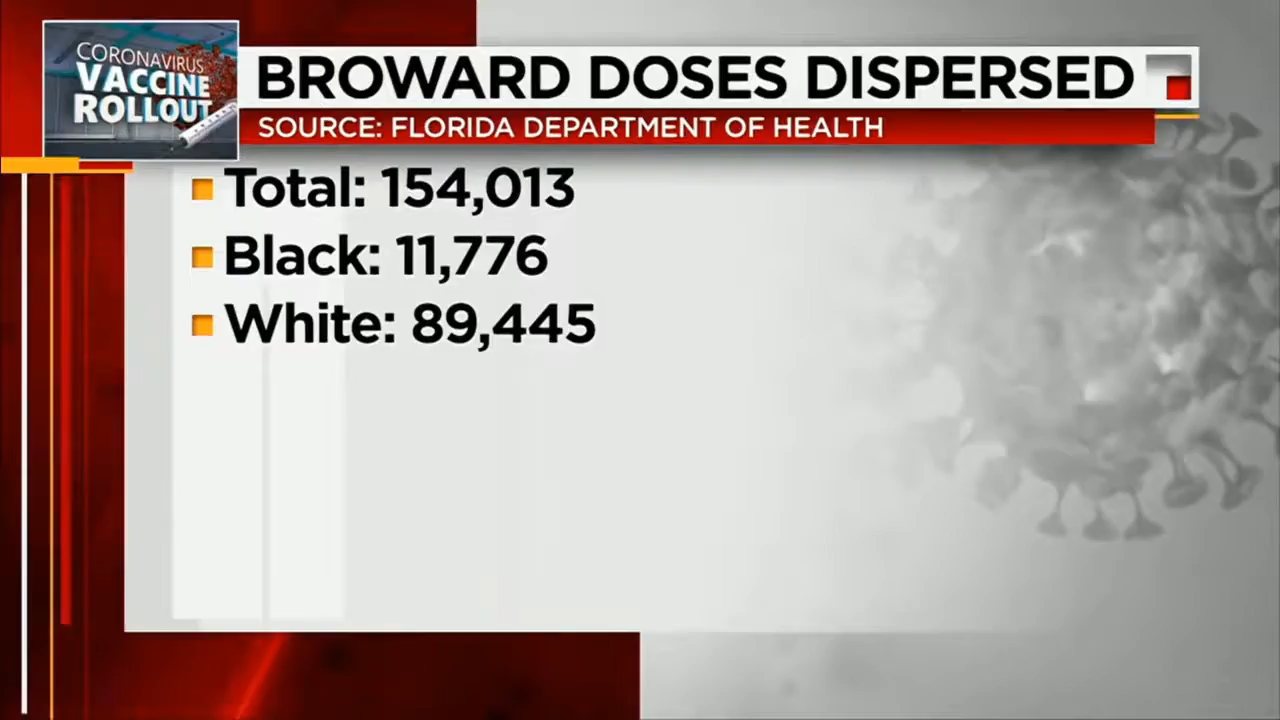 CORONAVIRUS
VACCINE
ROLLOUT
BROWARD DOSES DISPERSED
SOURCE: FLORIDA DEPARTMENT OF HEALTH
Total: 154,013
Black: 11,776
White: 89,445